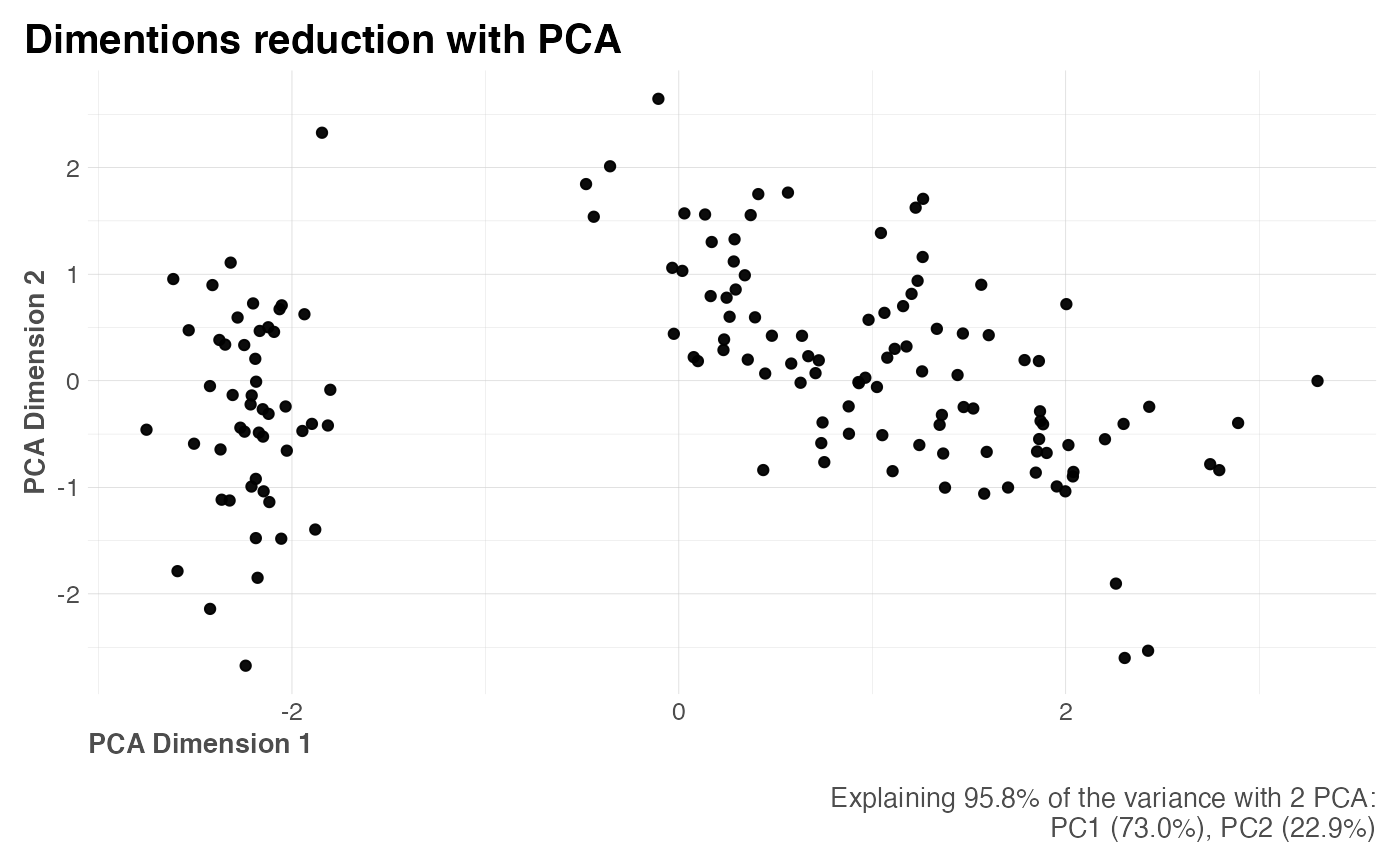 Dimentions reduction with PCA
PCA Dimension 2
2
1
0
-1
-2
-2
0
2
PCA Dimension 1
Explaining 95.8% of the variance with 2 PCA:
PC1 (73.0%), PC2 (22.9%)